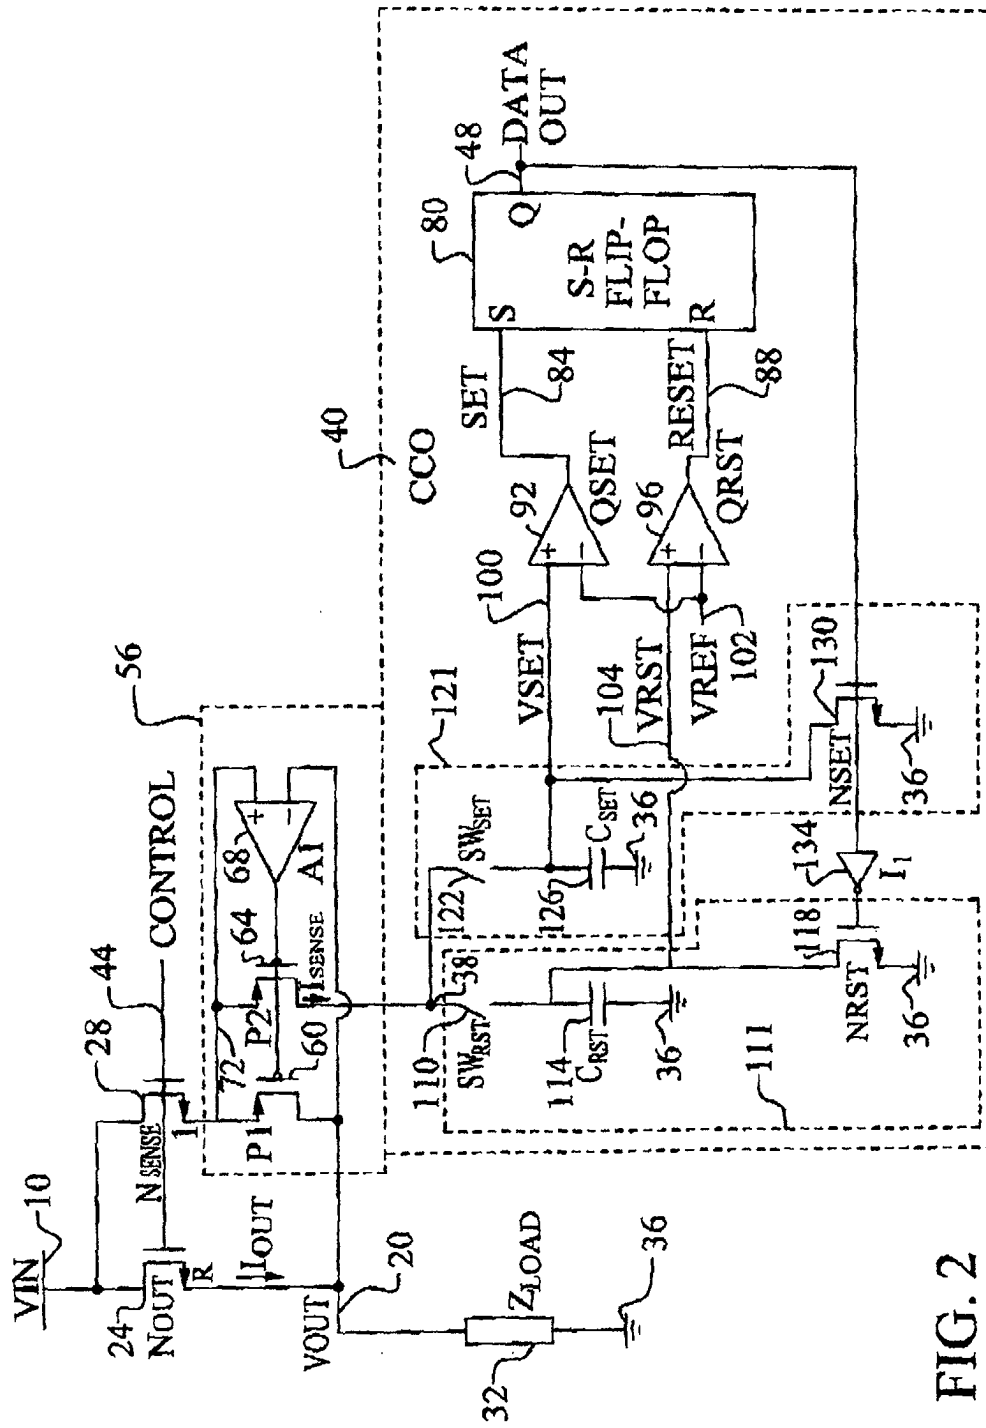 VIN
10
28
44
CONTROL
NSENSE
24
NOUT
R
1
IOUT
VOUT
20
ZLOAD
32
36
56
72
P1
P2
60
64
68
+
−
A1
ISENSE
40
CCO
38
110
SWRST
122
SWSET
121
114
CRST
36
126
CSET
36
111
VSET
100
104
VRST
VREF
102
+
−
92
QSET
+
−
96
QRST
SET
84
RESET
88
S
R
Q
80
S-R
FLIP-
FLOP
48
DATA
OUT
118
NRST
36
134
I1
NSET
130
36
FIG. 2